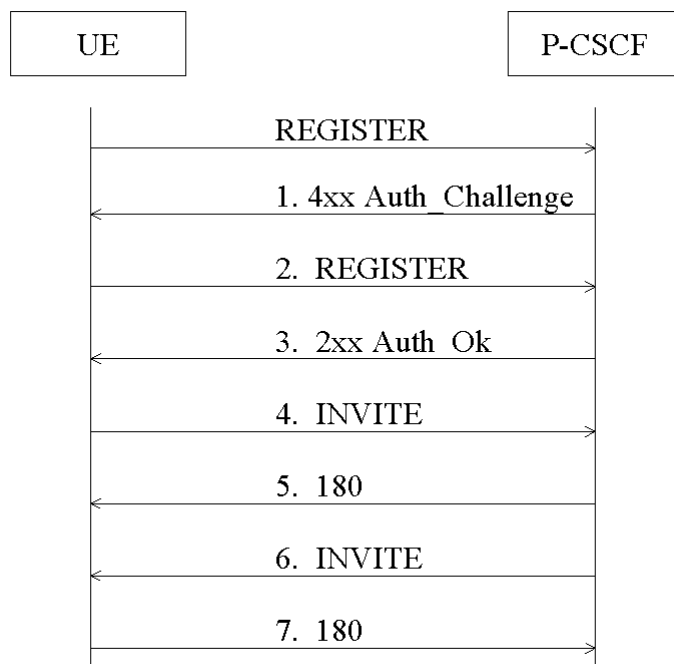 UE
P-CSCF
REGISTER
1. 4xx Auth_Challenge
2. REGISTER
3. 2xx Auth_Ok
4. INVITE
5. 180
6. INVITE
7. 180